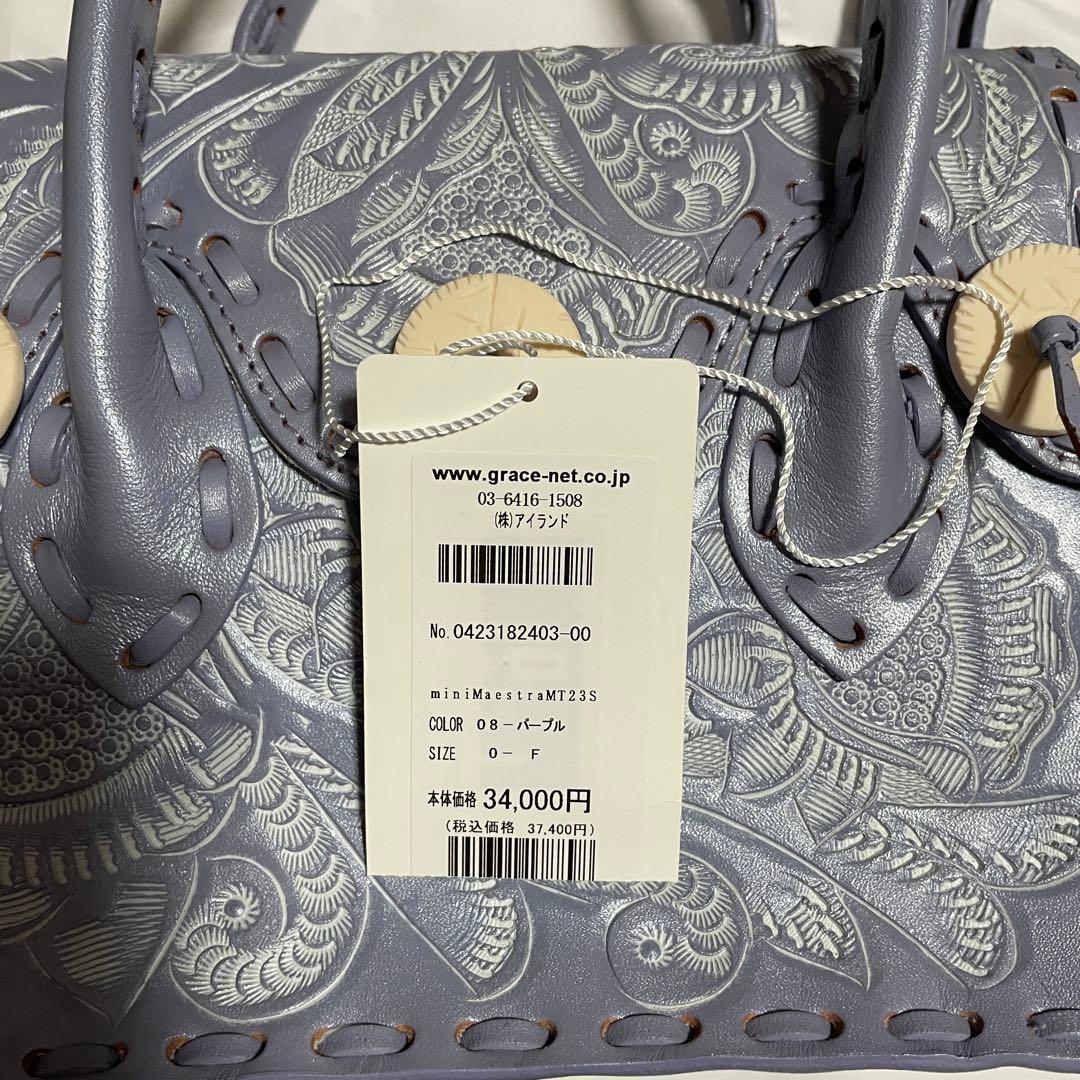 www.grace-net.co.jp
03-6416-1508
(株)アイランド
No.0423182403-00
miniMaestraMT23S
COLOR 08-パープル
SIZE 0- F
本体価格 34,000円
(税込価格 37,400円)